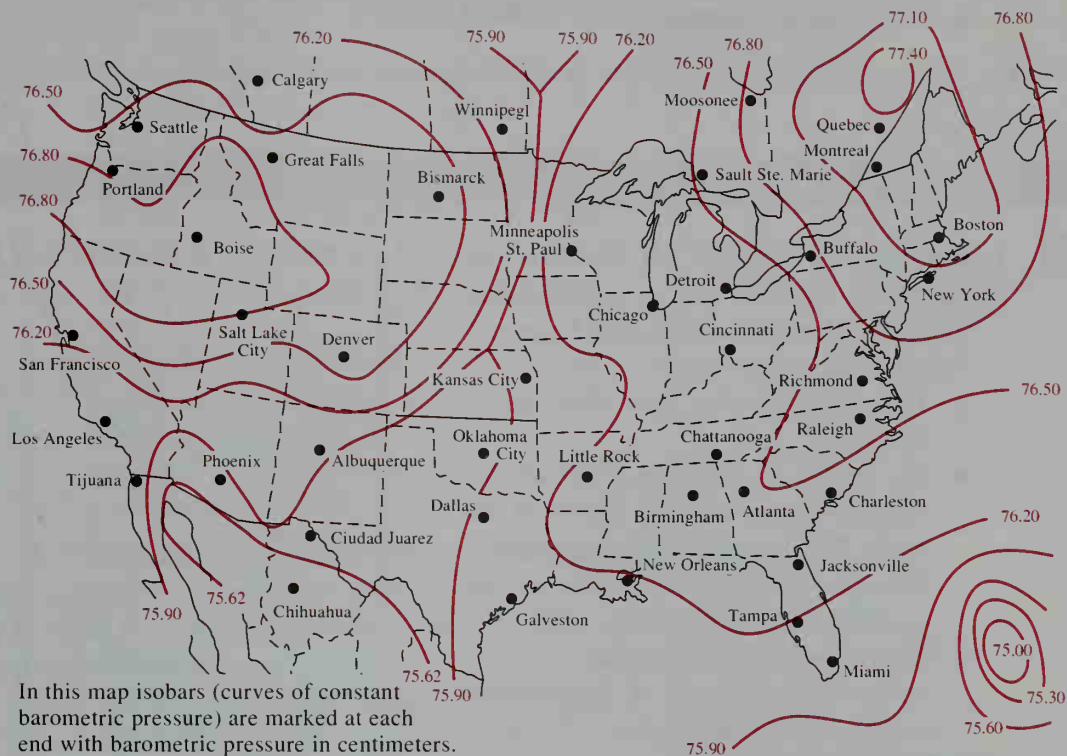 76.20
75.90
75.90
76.20
76.80
76.50
77.10
76.80
77.40
76.50
Calgary
Winnipeg
Moosonee
Seattle
Quebec
Montreal
76.80
Great Falls
Portland
Bismarck
Sault Ste. Marie
76.80
Boise
Minneapolis
St. Paul
Boston
Buffalo
76.50
Detroit
New York
Chicago
Salt Lake
City
Cincinnati
Denver
76.20
San Francisco
Kansas City
Richmond
76.50
Raleigh
Los Angeles
Oklahoma
City
Chattanooga
Little Rock
Phoenix
Albuquerque
Tijuana
Dallas
Birmingham
Atlanta
Charleston
76.20
Ciudad Juarez
New Orleans
Jacksonville
Chihuahua
75.90
75.62
Galveston
Tampa
75.00
Miami
75.62
75.90
75.30
75.60
75.90
In this map isobars (curves of constant
barometric pressure) are marked at each
end with barometric pressure in centimeters.